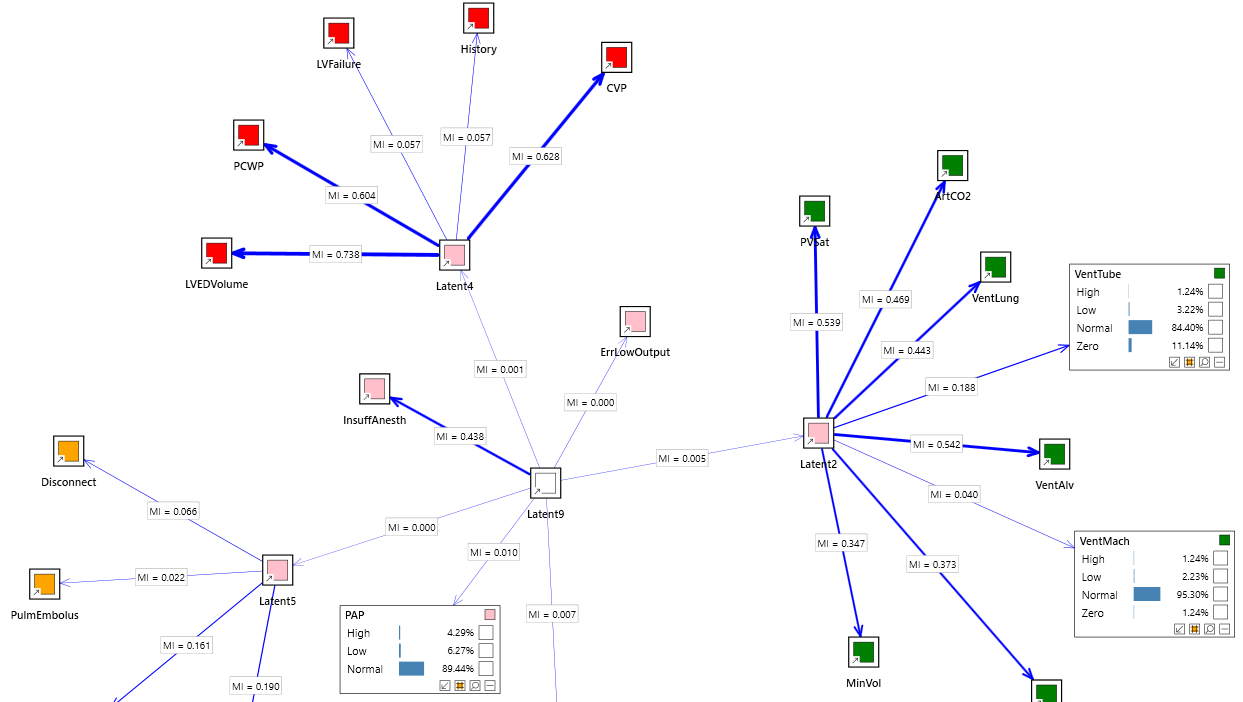 LVFailure
History
CVP
MI = 0.057
MI = 0.057
MI = 0.628
PCWP
MI = 0.604
LVEDVolume
MI = 0.738
Latent4
ArtCO2
PVSat
VentLung
MI = 0.469
MI = 0.539
MI = 0.443
VentTube
High 1.24%
Low 3.22%
Normal 84.40%
Zero 11.14%
ErrLowOutput
MI = 0.001
MI = 0.188
InsuffAnesth
MI = 0.000
MI = 0.438
MI = 0.542
MI = 0.005
Latent2
Disconnect
VentAlv
MI = 0.040
MI = 0.066
Latent9
MI = 0.000
MI = 0.347
MI = 0.010
MI = 0.373
VentMach
High 1.24%
Low 2.23%
Normal 95.30%
Zero 1.24%
MI = 0.022
Latent5
PulmEmbolus
PAP
High 4.29%
Low 6.27%
Normal 89.44%
MI = 0.007
MI = 0.161
MI = 0.190
MinVol